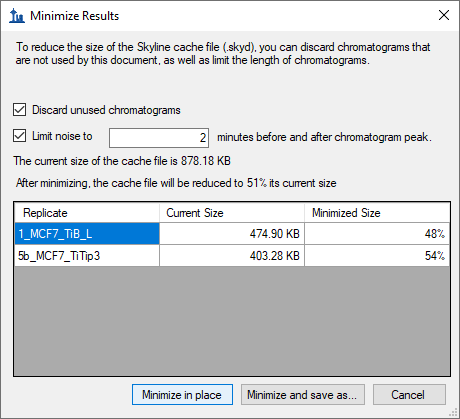 Minimize Results
To reduce the size of the Skyline cache file (.skyd), you can discard chromatograms that
are not used by this document, as well as limit the length of chromatograms.
Discard unused chromatograms
Limit noise to 2 minutes before and after chromatogram peak.
The current size of the cache file is 878.18 KB
After minimizing, the cache file will be reduced to 51% its current size
Replicate Current Size Minimized Size
1_MCF7_TiB_L 474.90 KB 48%
5b_MCF7_TiTip3 403.28 KB 54%
Minimize in place Minimize and save as... Cancel